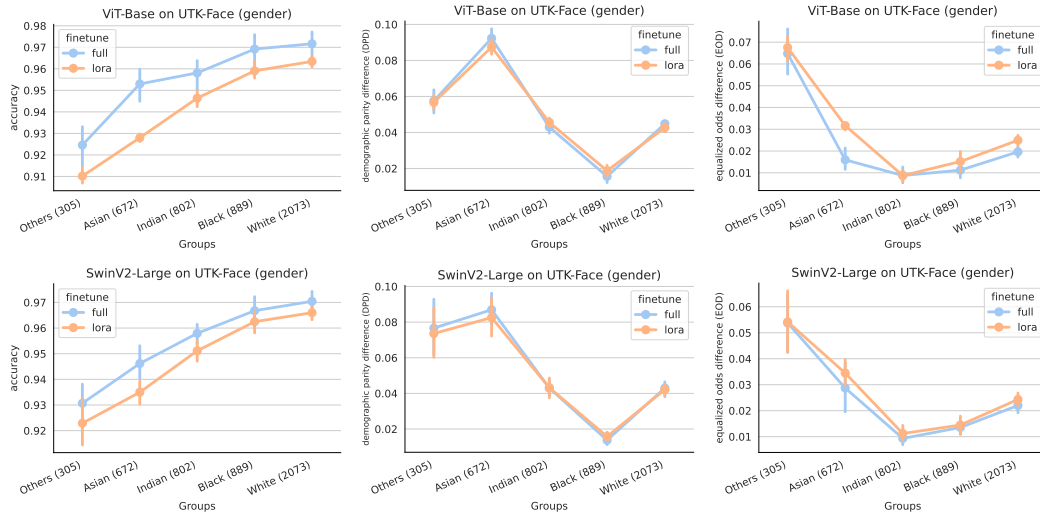 ViT-Base on UTK-Face (gender)
accuracy
0.98
0.97
0.96
0.94
0.93
0.92
0.91
finetune
full
lora
Others (305)
Asian (672)
Indian (802)
Black (889)
White (2073)
Groups
ViT-Base on UTK-Face (gender)
demographic parity difference (DPD)
0.10
0.08
0.06
0.04
0.02
finetune
full
lora
Others (305)
Asian (672)
Indian (802)
Black (889)
White (2073)
Groups
ViT-Base on UTK-Face (gender)
equalized odds difference (EOD)
0.07
0.06
0.05
0.04
0.03
0.02
0.01
finetune
full
lora
Others (305)
Asian (672)
Indian (802)
Black (889)
White (2073)
Groups
SwinV2-Large on UTK-Face (gender)
accuracy
0.97
0.96
0.95
0.94
0.93
0.92
finetune
full
lora
Others (305)
Asian (672)
Indian (802)
Black (889)
White (2073)
Groups
SwinV2-Large on UTK-Face (gender)
demographic parity difference (DPD)
0.10
0.08
0.06
0.04
0.02
finetune
full
lora
Others (305)
Asian (672)
Indian (802)
Black (889)
White (2073)
Groups
SwinV2-Large on UTK-Face (gender)
equalized odds difference (EOD)
0.06
0.05
0.04
0.03
0.02
0.01
finetune
full
lora
Others (305)
Asian (672)
Indian (802)
Black (889)
White (2073)
Groups